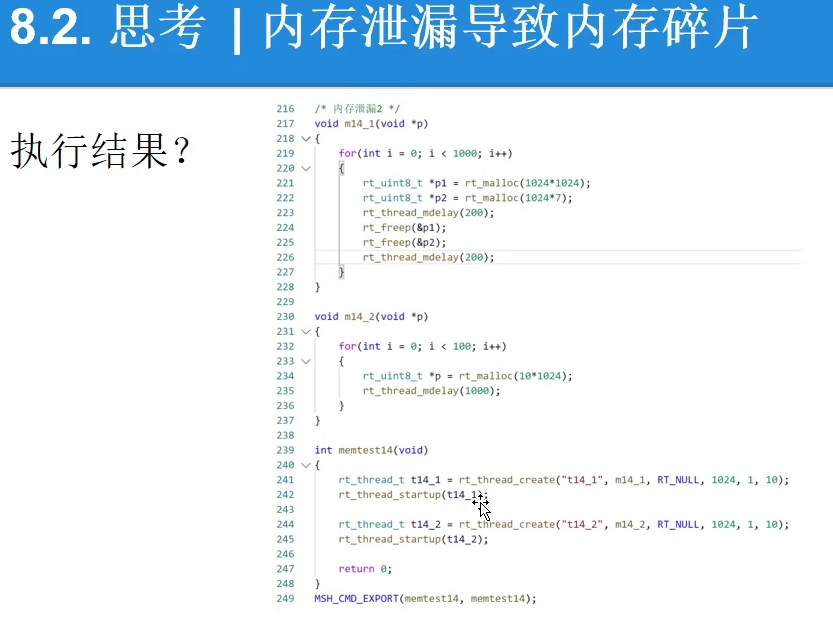 8.2. 思考 | 内存泄漏导致内存碎片
执行结果？
216 /* 内存泄漏2 */
217 void m14_1(void *p)
218 {
219 for(int i = 0; i < 1000; i++)
220 {
221 rt_uint8_t *p1 = rt_malloc(1024*1024);
222 rt_uint8_t *p2 = rt_malloc(1024*7);
223 rt_thread_mdelay(200);
224 rt_freep(&p1);
225 rt_freep(&p2);
226 rt_thread_mdelay(200);
227 }
228 }
229
230 void m14_2(void *p)
231 {
232 for(int i = 0; i < 100; i++)
233 {
234 rt_uint8_t *p = rt_malloc(10*1024);
235 rt_thread_mdelay(1000);
236 }
237 }
238
239 int memtest14(void)
240 {
241 rt_thread_t t14_1 = rt_thread_create("t14_1", m14_1, RT_NULL, 1024, 1, 10);
242 rt_thread_startup(t14_1);
243
244 rt_thread_t t14_2 = rt_thread_create("t14_2", m14_2, RT_NULL, 1024, 1, 10);
245 rt_thread_startup(t14_2);
246
247 return 0;
248 }
249 MSH_CMD_EXPORT(memtest14, memtest14);